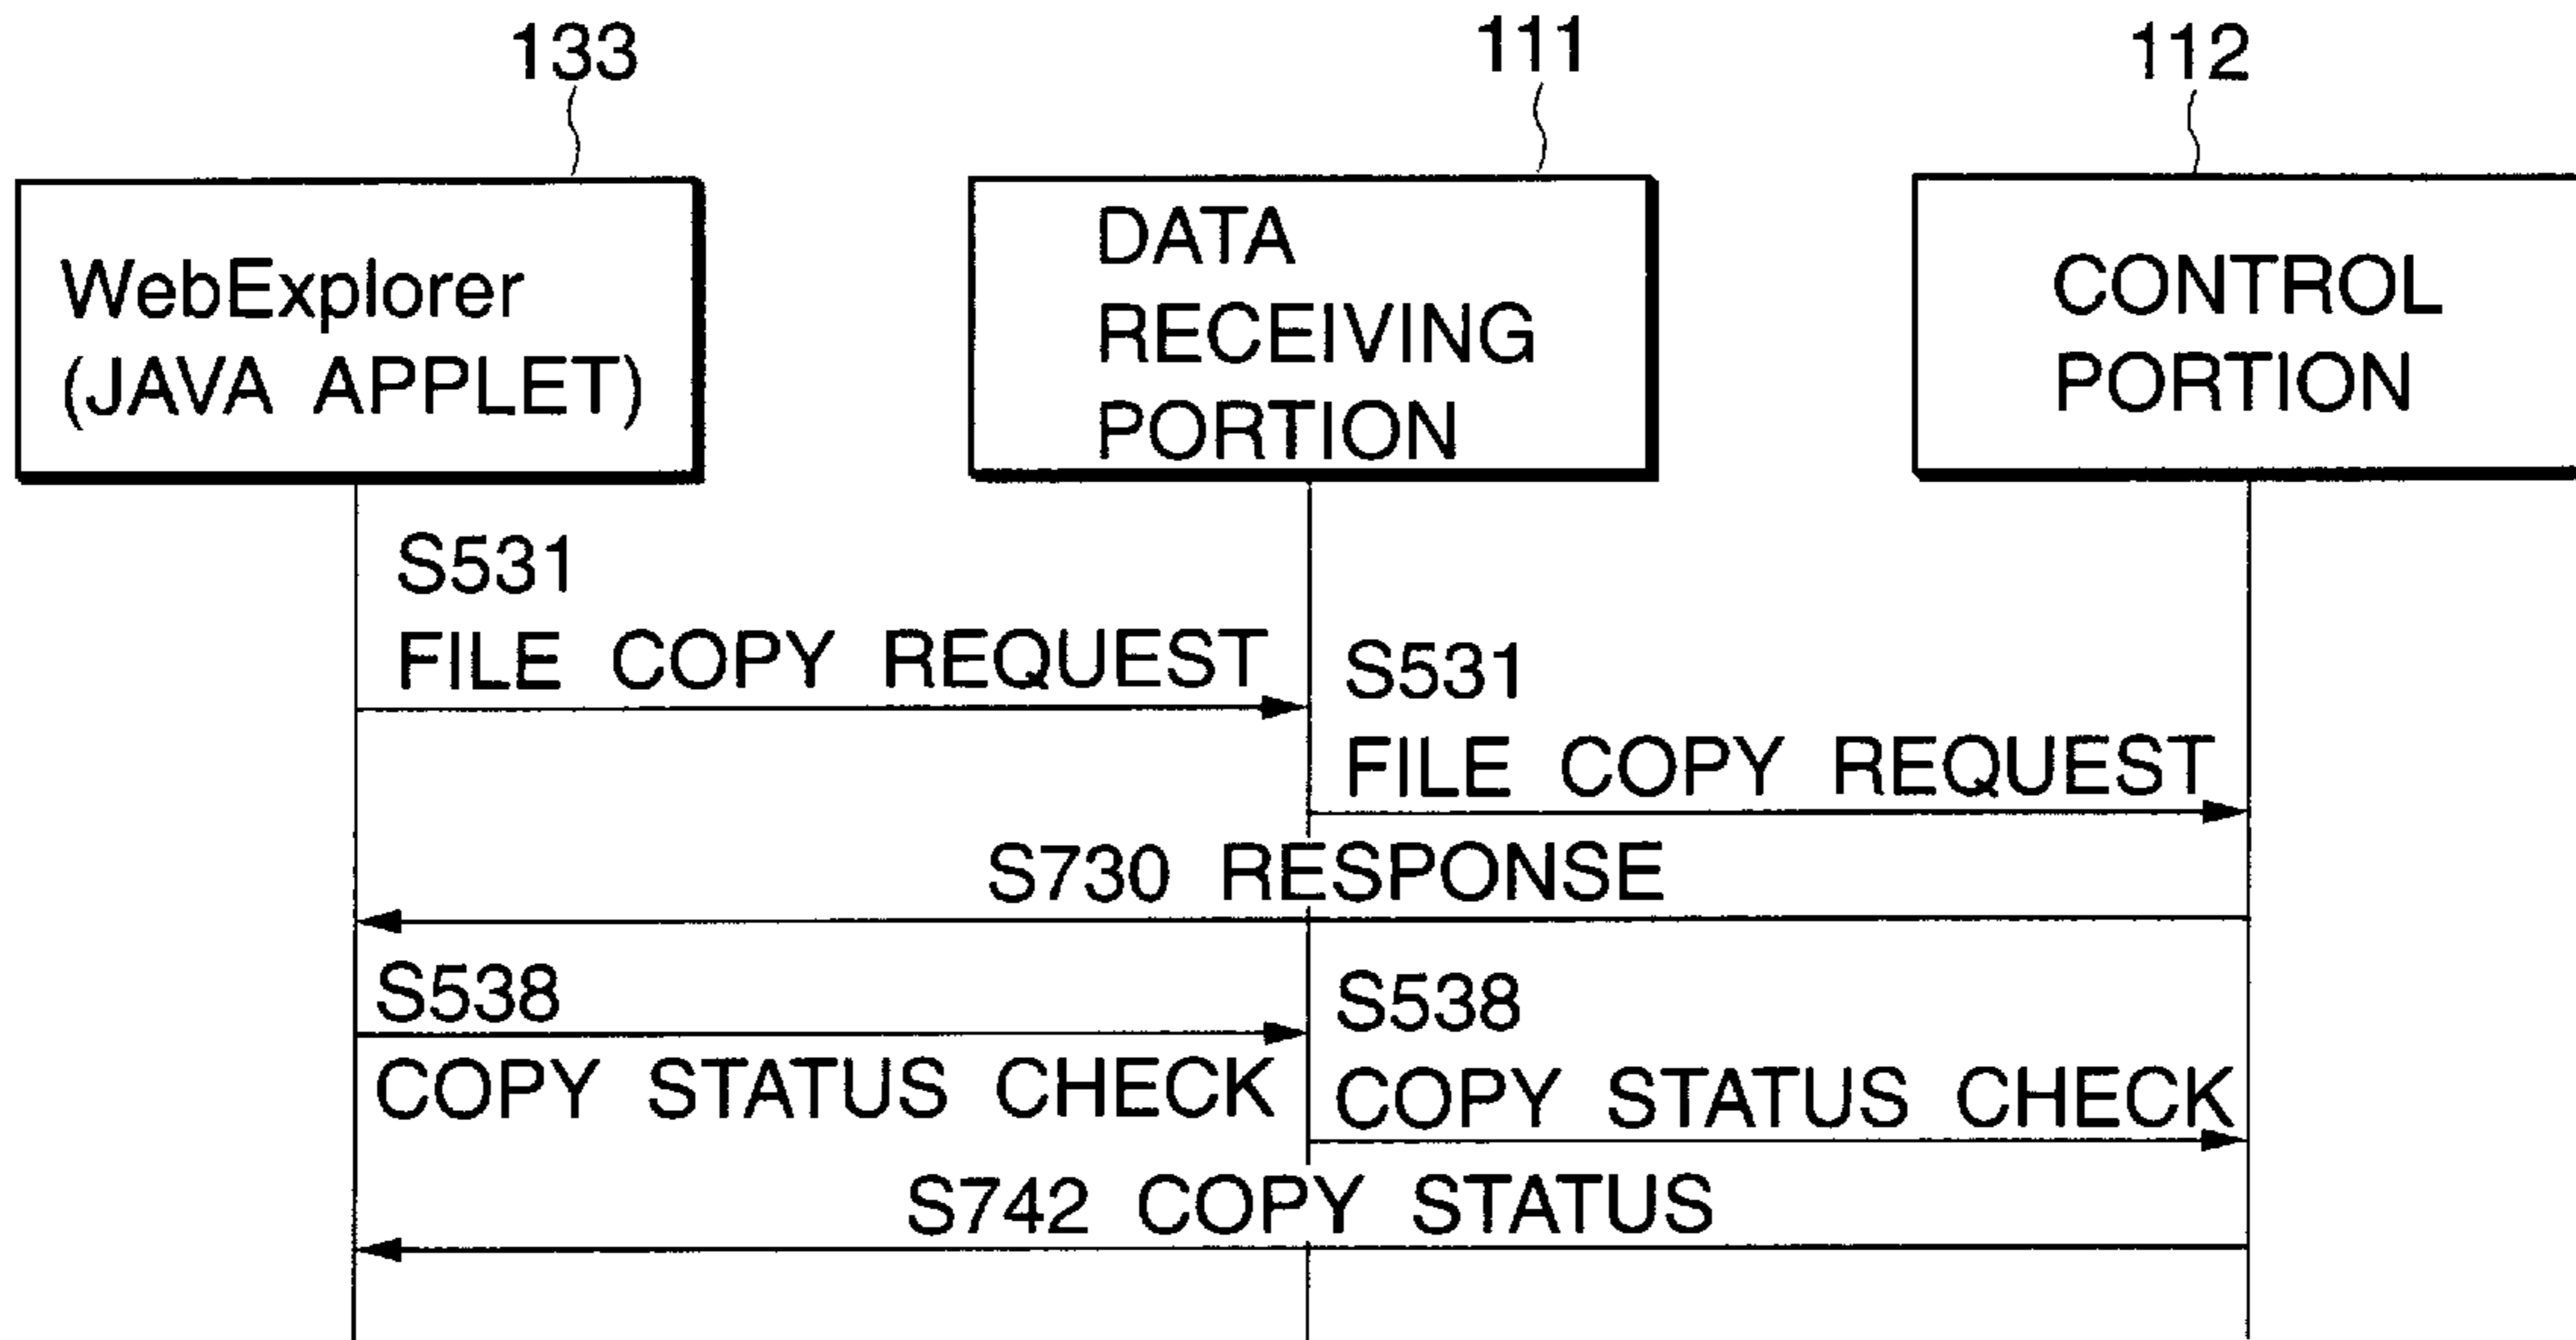 133
111
112
WebExplorer
(JAVA APPLET)
DATA
RECEIVING
PORTION
CONTROL
PORTION
S531
FILE COPY REQUEST
S531
FILE COPY REQUEST
S730 RESPONSE
S538
COPY STATUS CHECK
S538
COPY STATUS CHECK
S742 COPY STATUS